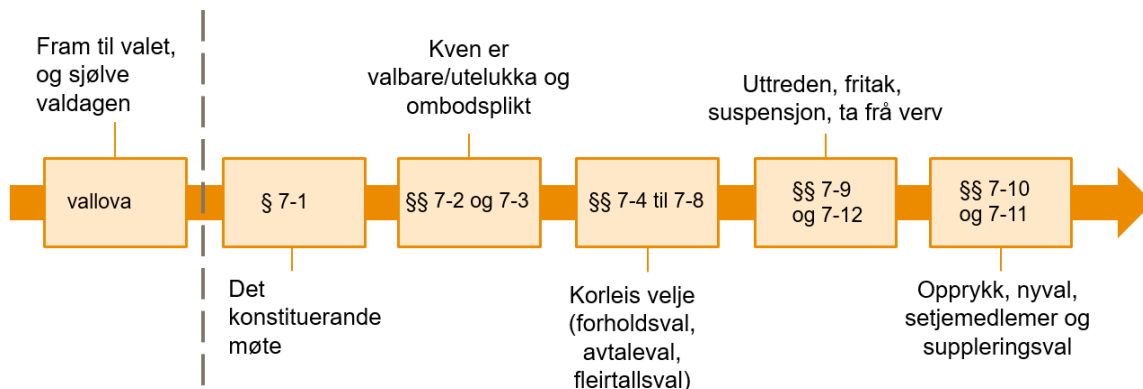 Fram til valet,
og sjølve
valdagen
vallova
§ 7-1
Det
konstituerande
møte
Kven er
valbare/utelukka og
ombodsplikt
§§ 7-2 og 7-3
§§ 7-4 til 7-8
Korleis velje
(forholdsval,
avtaleval,
fleirtallsval)
Uttreden, fritak,
suspensjon, ta frå verv
§§ 7-9
og 7-12
§§ 7-10
og 7-11
Opprykk, nyval,
setjemedlemer og
suppleringsval